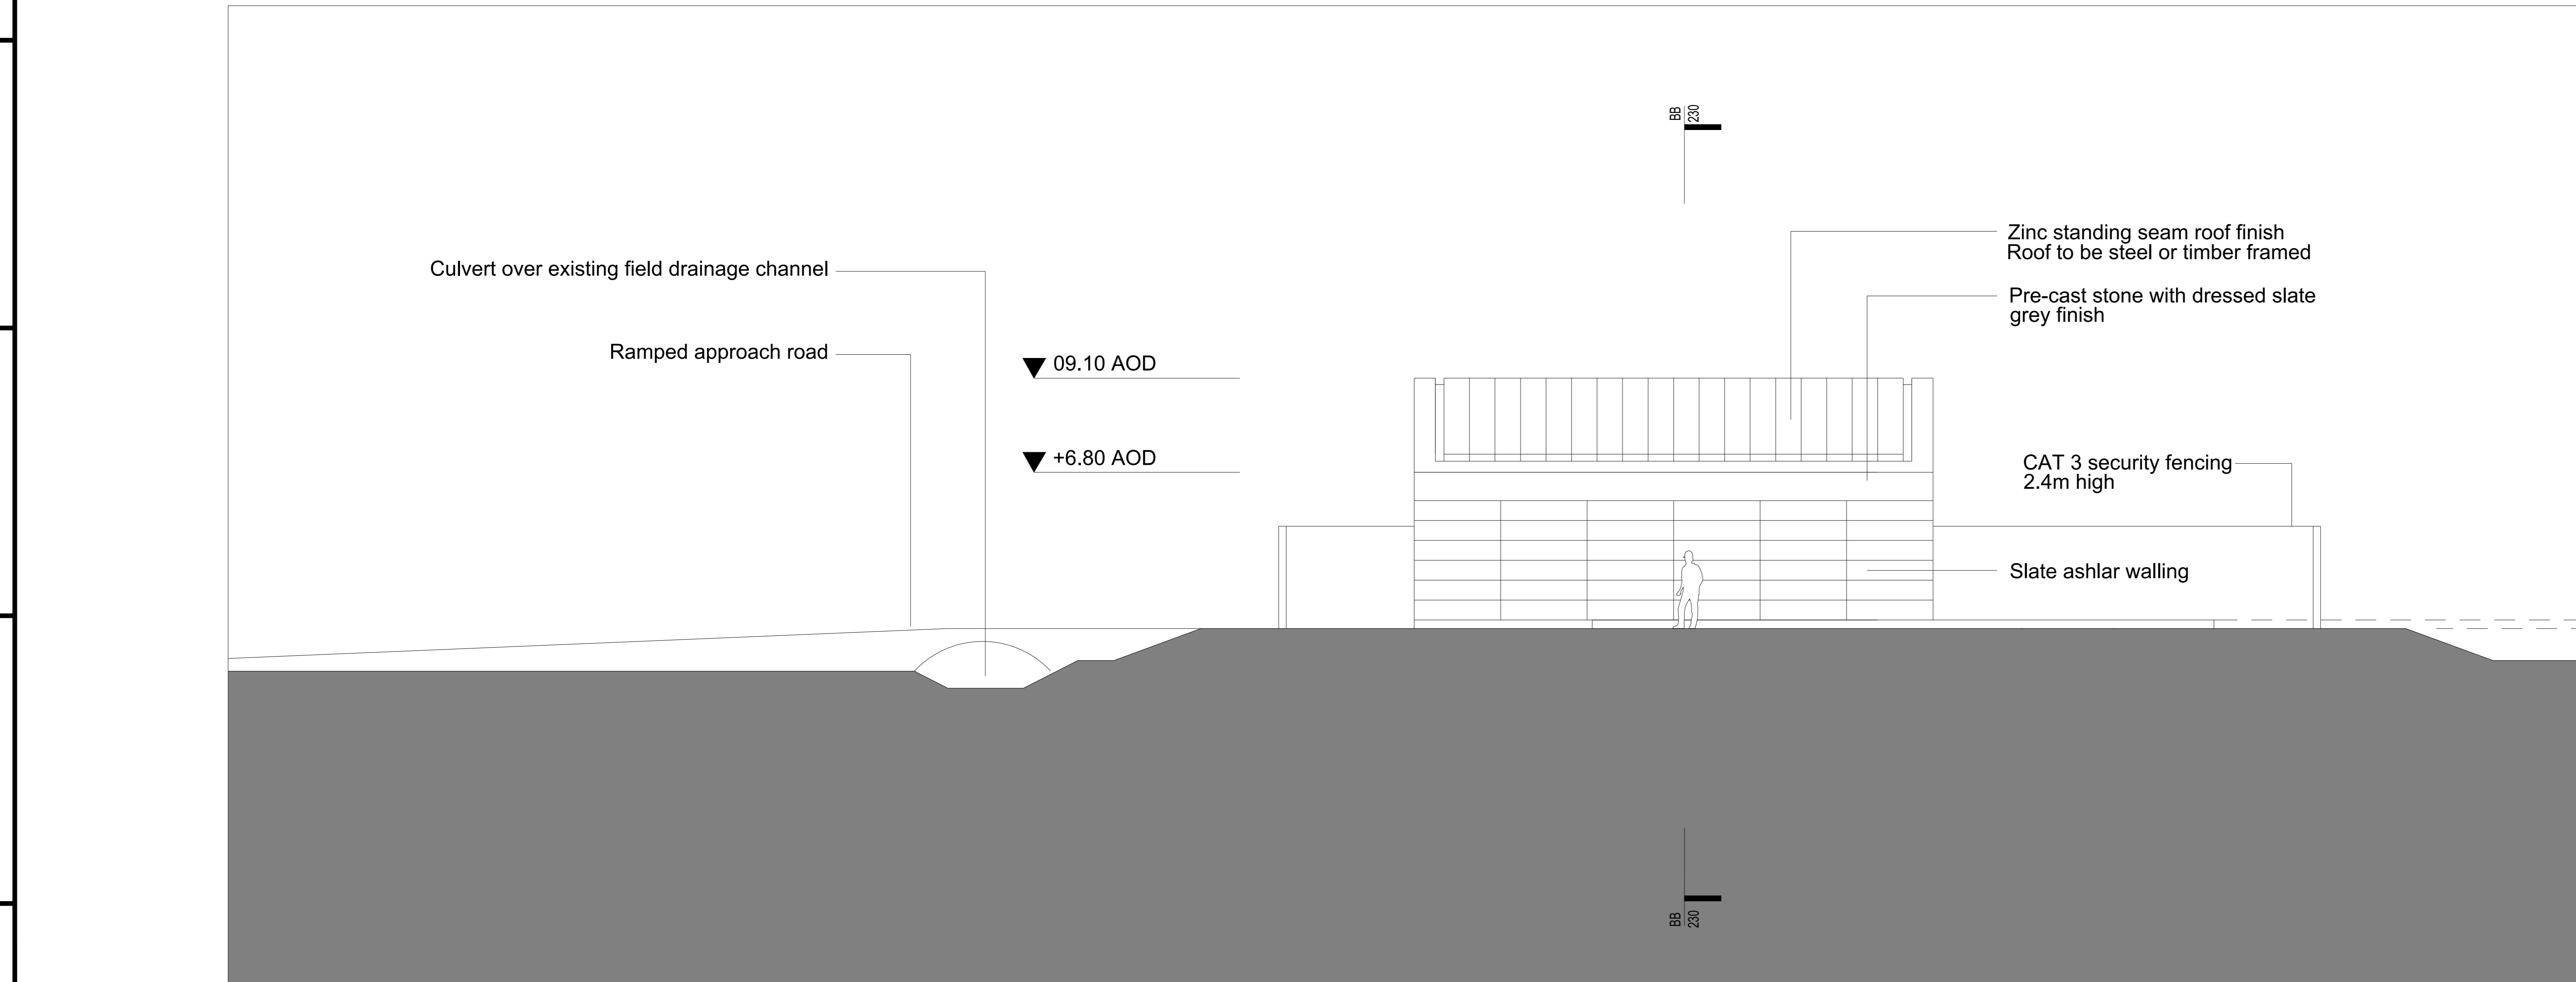 BB
230
Zinc standing seam roof finish
Roof to be steel or timber framed
Culvert over existing field drainage channel
Pre-cast stone with dressed slate
grey finish
Ramped approach road
09.10 AOD
+6.80 AOD
CAT 3 security fencing
2.4m high
Slate ashlar walling
BB
230